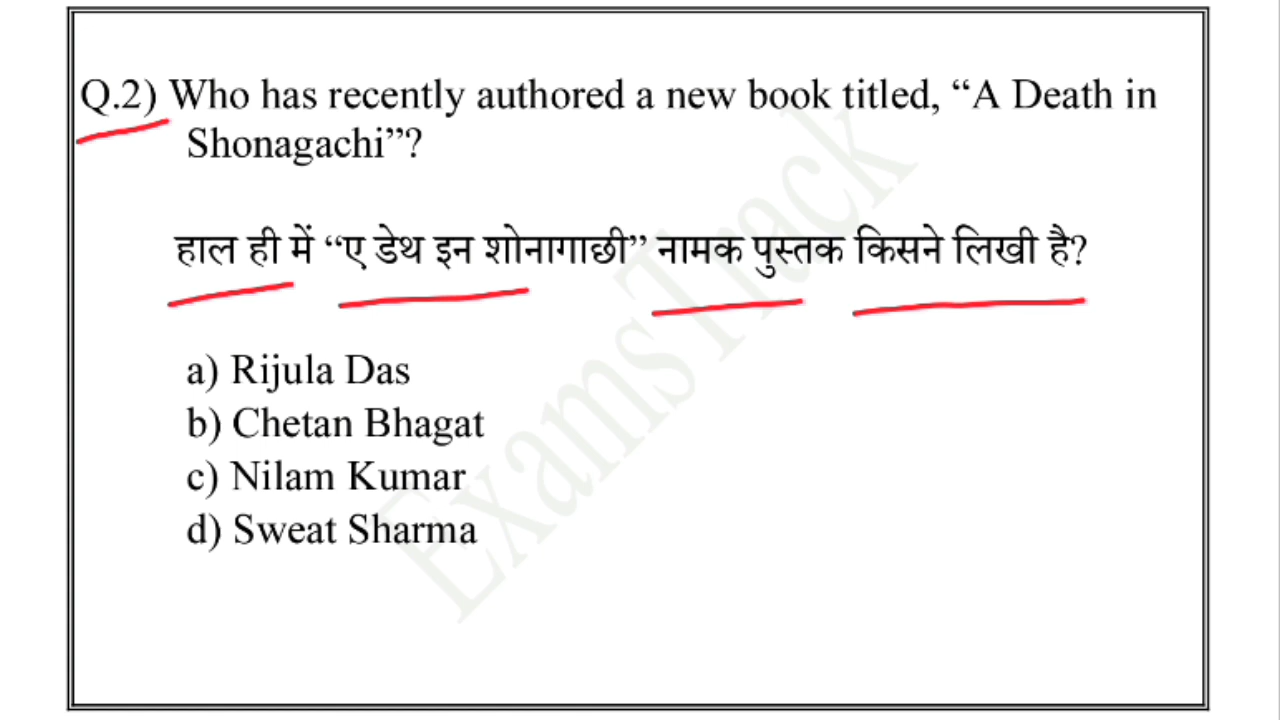 Q.2) Who has recently authored a new book titled, “A Death in
Shonagachi”?
हाल ही में “ए डेथ इन शोनागाछी” नामक पुस्तक किसने लिखी है?
a) Rijula Das
b) Chetan Bhagat
c) Nilam Kumar
d) Sweat Sharma
ExamsTrack